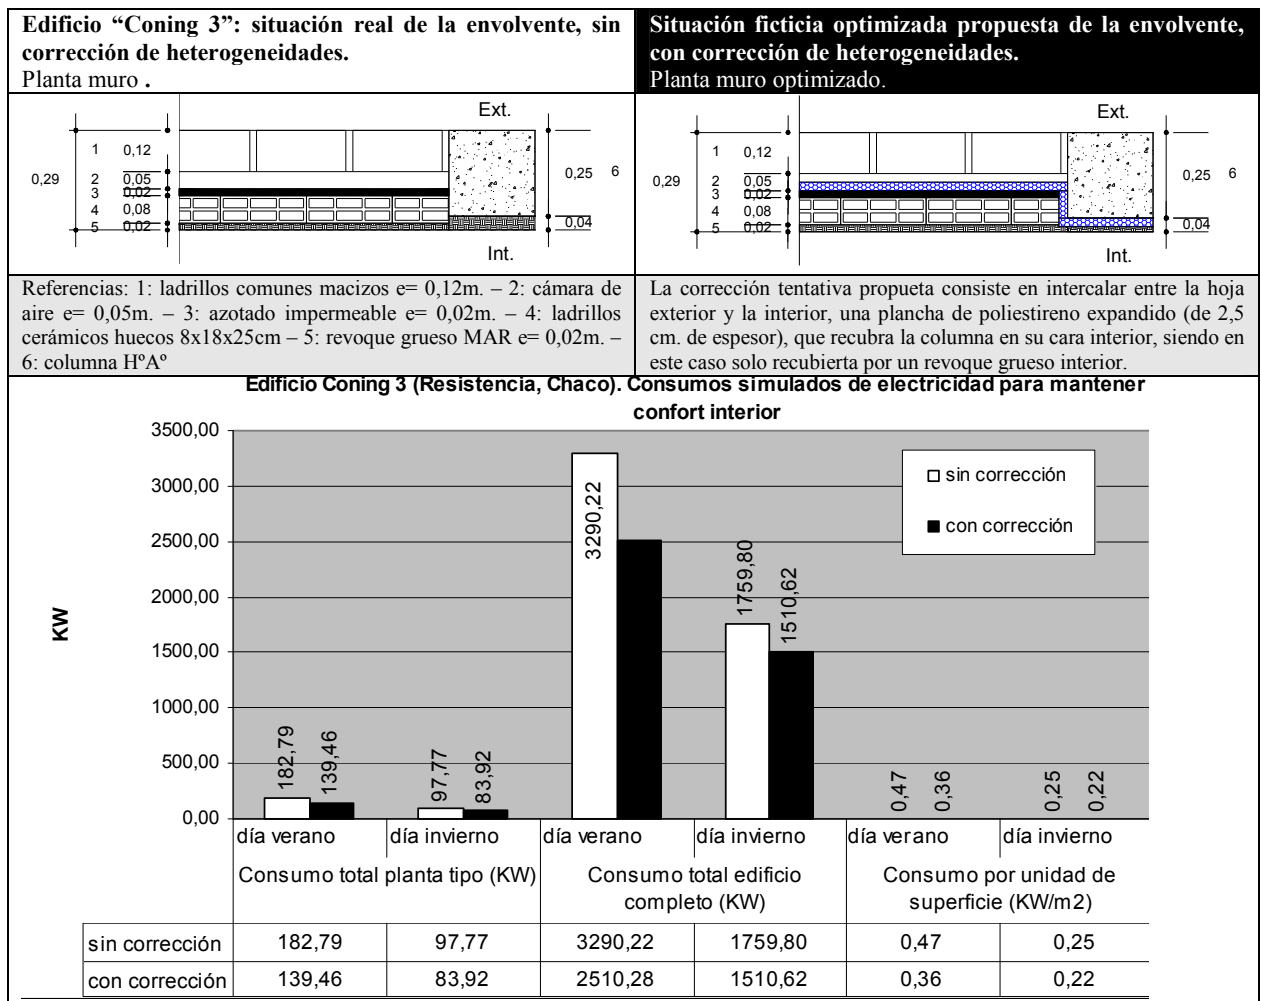 Edificio “Coning 3”: situación real de la envolvente, sin
corrección de heterogeneidades.
Planta muro .
Situación ficticia optimizada propuesta de la envolvente,
con corrección de heterogeneidades.
Planta muro optimizado.
Ext.
0,29
1 0,12
2 0,05
3 0,02
4 0,08
5 0,02
0,25 6
0,04
Int.
Ext.
0,29
1 0,12
2 0,05
3 0,02
4 0,08
5 0,02
0,25 6
0,04
Int.
Referencias: 1: ladrillos comunes macizos e= 0,12m. – 2: cámara de
aire e= 0,05m. – 3: azotado impermeable e= 0,02m. – 4: ladrillos
cerámicos huecos 8x18x25cm – 5: revoque grueso MAR e= 0,02m. –
6: columna HºAº
La corrección tentativa propueta consiste en intercalar entre la hoja
exterior y la interior, una plancha de poliestireno expandido (de 2,5
cm. de espesor), que recubra la columna en su cara interior, siendo en
este caso solo recubierta por un revoque grueso interior.
Edificio Coning 3 (Resistencia, Chaco). Consumos simulados de electricidad para mantener
confort interior
KW
3500,00
3000,00
2500,00
2000,00
1500,00
1000,00
500,00
0,00
sin corrección
con corrección
182,79
139,46
97,77
83,92
3290,22
1759,80
1510,62
0,47
0,36
0,25
0,22
día verano día invierno día verano día invierno día verano día invierno
Consumo total planta tipo (KW)
Consumo total edificio
completo (KW)
Consumo por unidad de
superficie (KW/m2)
sin corrección 182,79 97,77 3290,22 1759,80 0,47 0,25
con corrección 139,46 83,92 2510,28 1510,62 0,36 0,22